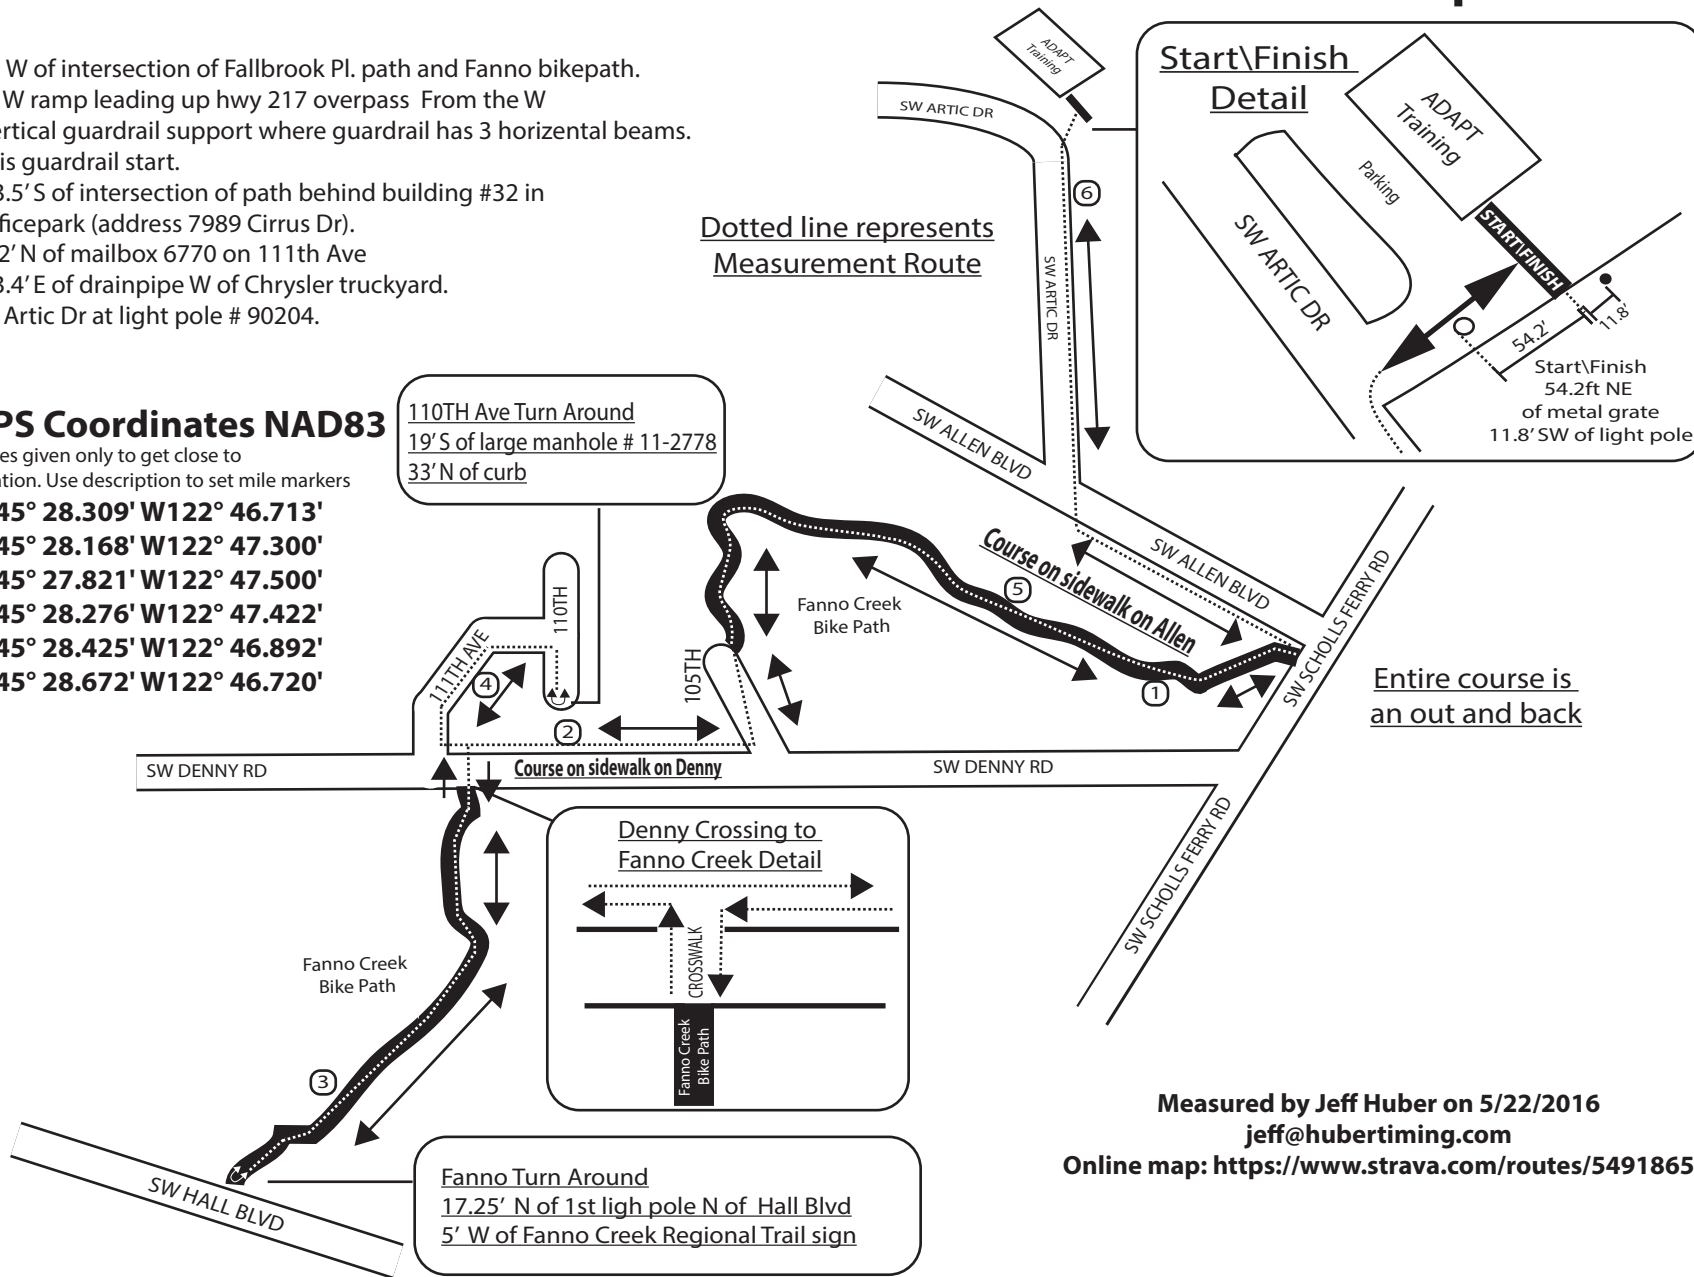 W of intersection of Fallbrook Pl. path and Fanno bikepath.
W ramp leading up hwy 217 overpass From the W
ertical guardrail support where guardrail has 3 horizental beams.
is guardrail start.
3.5' S of intersection of path behind building #32 in
ficepark (address 7989 Cirrus Dr).
2' N of mailbox 6770 on 111th Ave
3.4' E of drainpipe W of Chrysler truckyard.
Artic Dr at light pole # 90204.
PS Coordinates NAD83
es given only to get close to
ation. Use description to set mile markers
45° 28.309' W122° 46.713'
45° 28.168' W122° 47.300'
45° 27.821' W122° 47.500'
45° 28.276' W122° 47.422'
45° 28.425' W122° 46.892'
45° 28.672' W122° 46.720'
110TH Ave Turn Around
19' S of large manhole # 11-2778
33' N of curb
Dotted line represents
Measurement Route
ADAPT
Training
SW ARTIC DR
6
SW ARTIC DR
Start\Finish
Detail
ADAPT
Training
Parking
START\FINISH
SW ARTIC DR
54.2'
11.8'
Start\Finish
54.2ft NE
of metal grate
11.8' SW of light pole
SW ALLEN BLVD
SW ALLEN BLVD
Course on sidewalk on Allen
5
Fanno Creek
Bike Path
1
SW SCHOLLS FERRY RD
Entire course is
an out and back
110TH
111TH AVE
4
105TH
2
SW DENNY RD
Course on sidewalk on Denny
SW DENNY RD
SW SCHOLLS FERRY RD
Denny Crossing to
Fanno Creek Detail
CROSSWALK
Fanno Creek
Bike Path
Fanno Creek
Bike Path
3
SW HALL BLVD
Fanno Turn Around
17.25' N of 1st ligh pole N of Hall Blvd
5' W of Fanno Creek Regional Trail sign
Measured by Jeff Huber on 5/22/2016
jeff@hubertiming.com
Online map: https://www.strava.com/routes/5491865